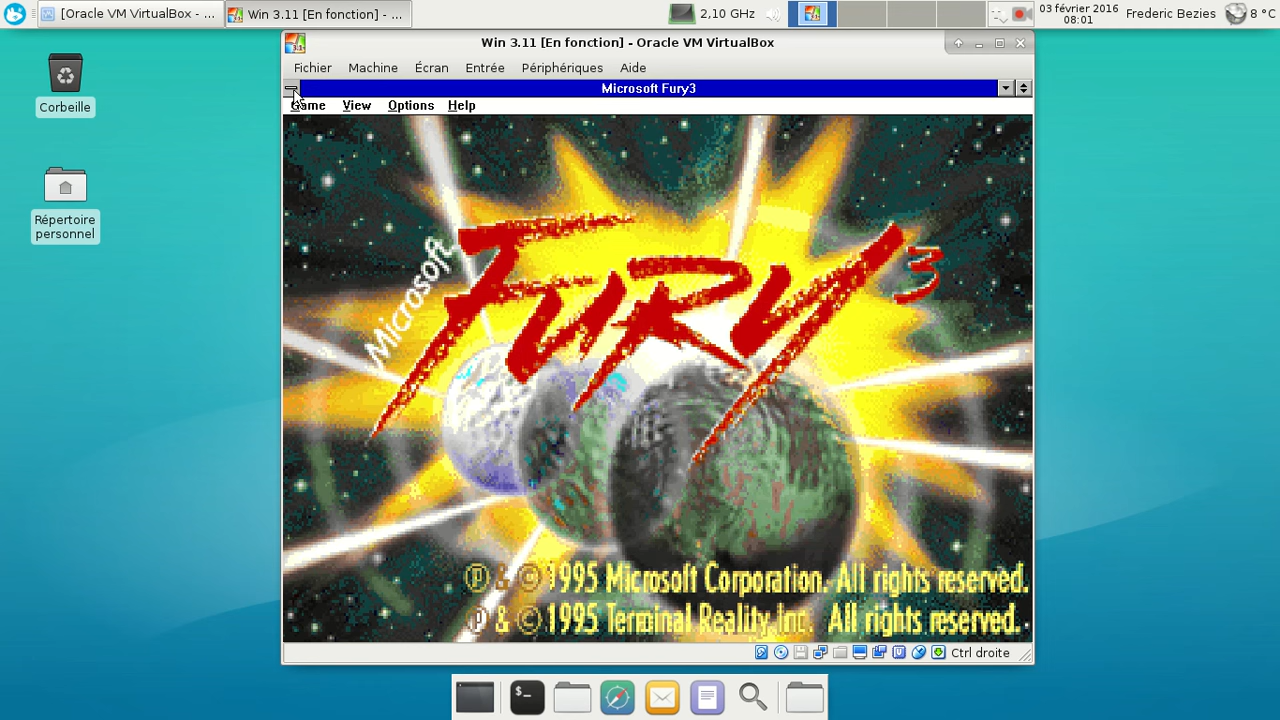 [Oracle VM VirtualBox - ...
Win 3.11 [En fonction] - ...
2,10 GHz
03 février 2016
08:01
Frederic Bezies
8 °C
Corbeille
Répertoire
personnel
Win 3.11 [En fonction] - Oracle VM VirtualBox
Fichier Machine Écran Entrée Périphériques Aide
Microsoft Fury3
Game View Options Help
Microsoft
Fury3
℗ & © 1995 Microsoft Corporation. All rights reserved.
℗ & © 1995 Terminal Reality Inc. All rights reserved.
Ctrl droite